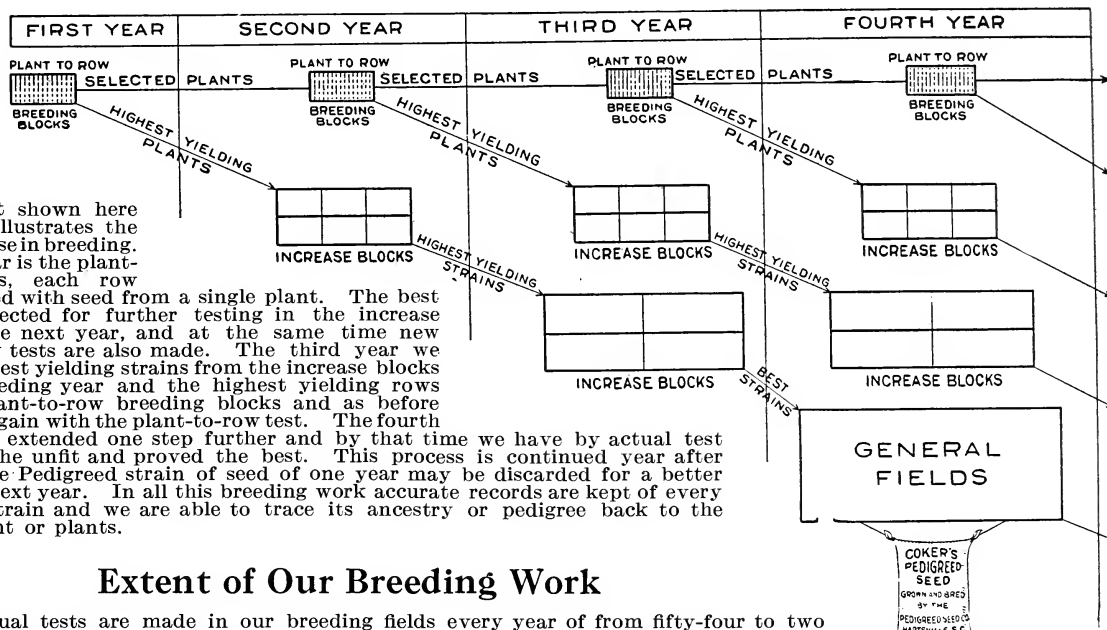 FIRST YEAR SECOND YEAR THIRD YEAR FOURTH YEAR
PLANT TO ROW PLANT TO ROW PLANT TO ROW PLANT TO ROW
SELECTED PLANTS SELECTED PLANTS SELECTED PLANTS
BREEDING BLOCKS
BREEDING BLOCKS
BREEDING BLOCKS
BREEDING BLOCKS
HIGHEST YIELDING PLANTS
HIGHEST YIELDING PLANTS
HIGHEST YIELDING PLANTS
INCREASE BLOCKS INCREASE BLOCKS INCREASE BLOCKS
HIGHEST YIELDING STRAINS
HIGHEST YIELDING STRAINS
INCREASE BLOCKS INCREASE BLOCKS
BEST STRAINS
GENERAL
FIELDS
COKER'S
PEDIGREED
SEED
GROWN AND BRED
BY THE
PEDIGREED SEED CO.
HARTSVILLE S.C.
shown here
llustrates the
se in breeding.
r is the plant-
s, each row
ed with seed from a single plant. The best
ected for further testing in the increase
e next year, and at the same time new
tests are also made. The third year we
est yielding strains from the increase blocks
eding year and the highest yielding rows
ant-to-row breeding blocks and as before
gain with the plant-to-row test. The fourth
extended one step further and by that time we have by actual test
he unfit and proved the best. This process is continued year after
e Pedigreed strain of seed of one year may be discarded for a better
ext year. In all this breeding work accurate records are kept of every
train and we are able to trace its ancestry or pedigree back to the
nt or plants.
Extent of Our Breeding Work
ual tests are made in our breeding fields every year of from fifty-four to two